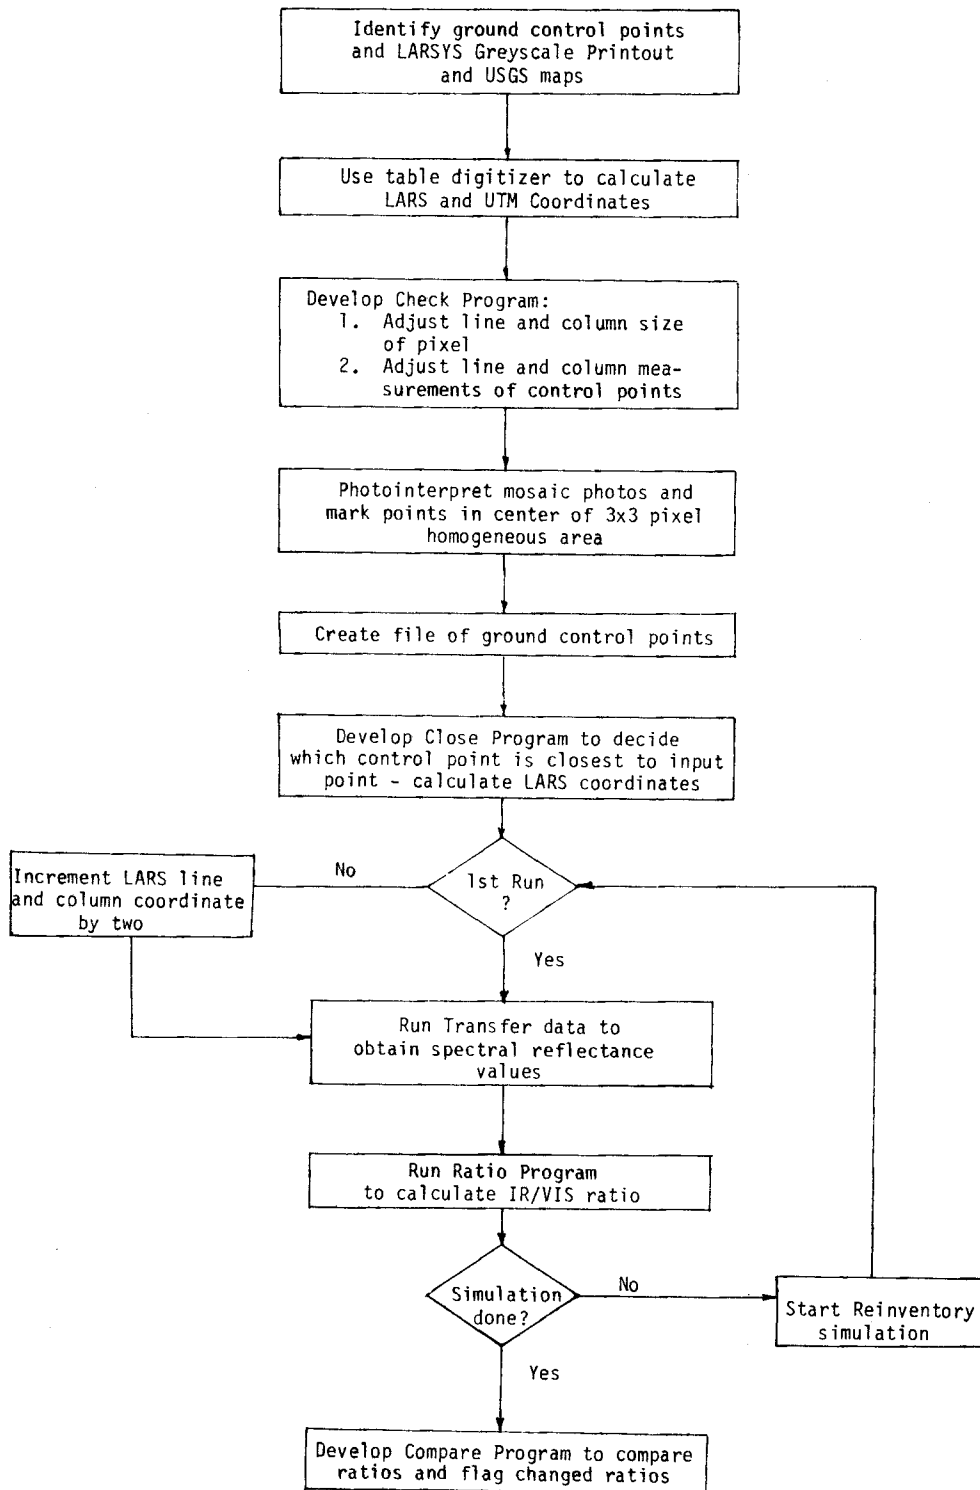 Identify ground control points
and LARSYS Greyscale Printout
and USGS maps
Use table digitizer to calculate
LARS and UTM Coordinates
Develop Check Program:
1. Adjust line and column size
of pixel
2. Adjust line and column mea-
surements of control points
Photointerpret mosaic photos and
mark points in center of 3x3 pixel
homogeneous area
Create file of ground control points
Develop Close Program to decide
which control point is closest to input
point - calculate LARS coordinates
Increment LARS line
and column coordinate
by two
No
1st Run
?
Yes
Run Transfer data to
obtain spectral reflectance
values
Run Ratio Program
to calculate IR/VIS ratio
Simulation
done?
No
Start Reinventory
simulation
Yes
Develop Compare Program to compare
ratios and flag changed ratios